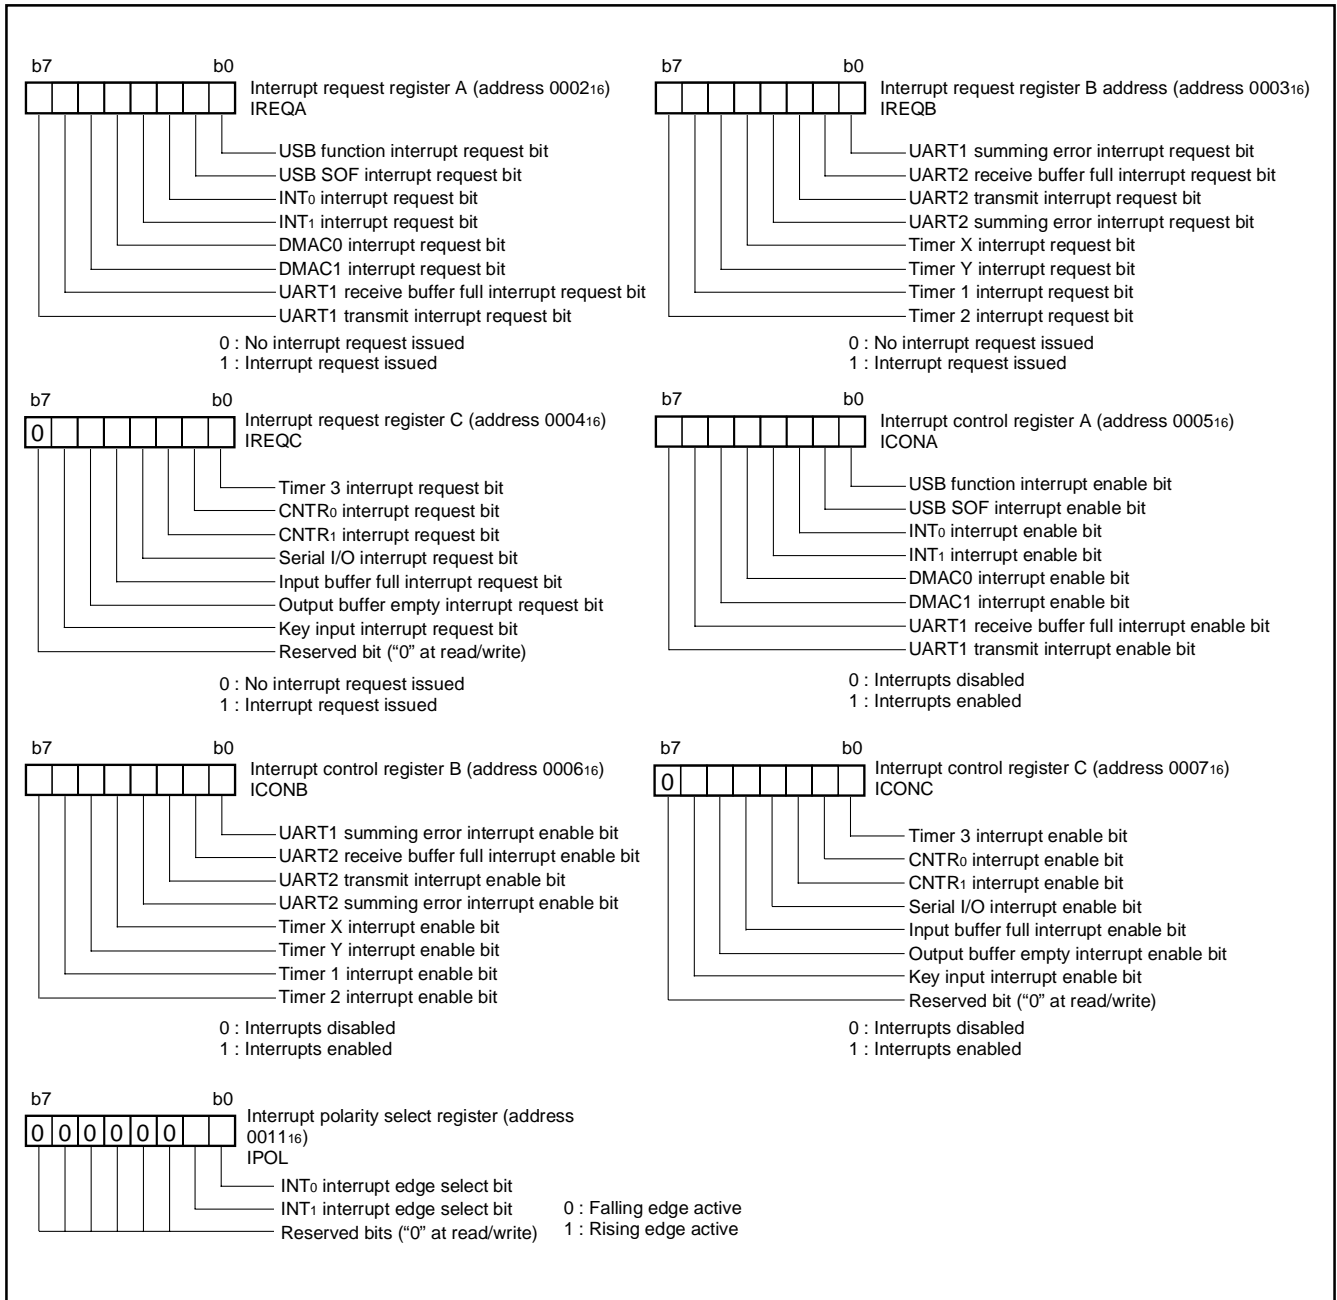 b7 b0
Interrupt request register A (address 0002₁₆)
IREQA
USB function interrupt request bit
USB SOF interrupt request bit
INT₀ interrupt request bit
INT₁ interrupt request bit
DMAC0 interrupt request bit
DMAC1 interrupt request bit
UART1 receive buffer full interrupt request bit
UART1 transmit interrupt request bit
0 : No interrupt request issued
1 : Interrupt request issued
b7 b0
Interrupt request register B address (address 0003₁₆)
IREQB
UART1 summing error interrupt request bit
UART2 receive buffer full interrupt request bit
UART2 transmit interrupt request bit
UART2 summing error interrupt request bit
Timer X interrupt request bit
Timer Y interrupt request bit
Timer 1 interrupt request bit
Timer 2 interrupt request bit
0 : No interrupt request issued
1 : Interrupt request issued
b7 b0
0
Interrupt request register C (address 0004₁₆)
IREQC
Timer 3 interrupt request bit
CNTR₀ interrupt request bit
CNTR₁ interrupt request bit
Serial I/O interrupt request bit
Input buffer full interrupt request bit
Output buffer empty interrupt request bit
Key input interrupt request bit
Reserved bit (“0” at read/write)
0 : No interrupt request issued
1 : Interrupt request issued
b7 b0
Interrupt control register A (address 0005₁₆)
ICONA
USB function interrupt enable bit
USB SOF interrupt enable bit
INT₀ interrupt enable bit
INT₁ interrupt enable bit
DMAC0 interrupt enable bit
DMAC1 interrupt enable bit
UART1 receive buffer full interrupt enable bit
UART1 transmit interrupt enable bit
0 : Interrupts disabled
1 : Interrupts enabled
b7 b0
Interrupt control register B (address 0006₁₆)
ICONB
UART1 summing error interrupt enable bit
UART2 receive buffer full interrupt enable bit
UART2 transmit interrupt enable bit
UART2 summing error interrupt enable bit
Timer X interrupt enable bit
Timer Y interrupt enable bit
Timer 1 interrupt enable bit
Timer 2 interrupt enable bit
0 : Interrupts disabled
1 : Interrupts enabled
b7 b0
0
Interrupt control register C (address 0007₁₆)
ICONC
Timer 3 interrupt enable bit
CNTR₀ interrupt enable bit
CNTR₁ interrupt enable bit
Serial I/O interrupt enable bit
Input buffer full interrupt enable bit
Output buffer empty interrupt enable bit
Key input interrupt enable bit
Reserved bit (“0” at read/write)
0 : Interrupts disabled
1 : Interrupts enabled
b7 b0
0 0 0 0 0 0
Interrupt polarity select register (address
0011₁₆)
IPOL
INT₀ interrupt edge select bit
INT₁ interrupt edge select bit
Reserved bits (“0” at read/write)
0 : Falling edge active
1 : Rising edge active